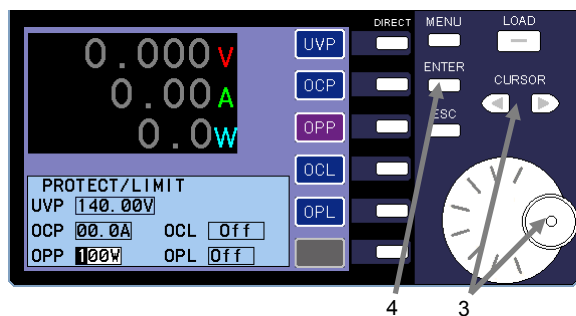 DIRECT MENU LOAD
0.000V UVP
0.00A OCP ENTER CURSOR
0.0W OPP ESC
PROTECT/LIMIT OCL
UVP 140.00V OPL
OCP 00.0A OCL Off
OPP 100W OPL Off
4 3